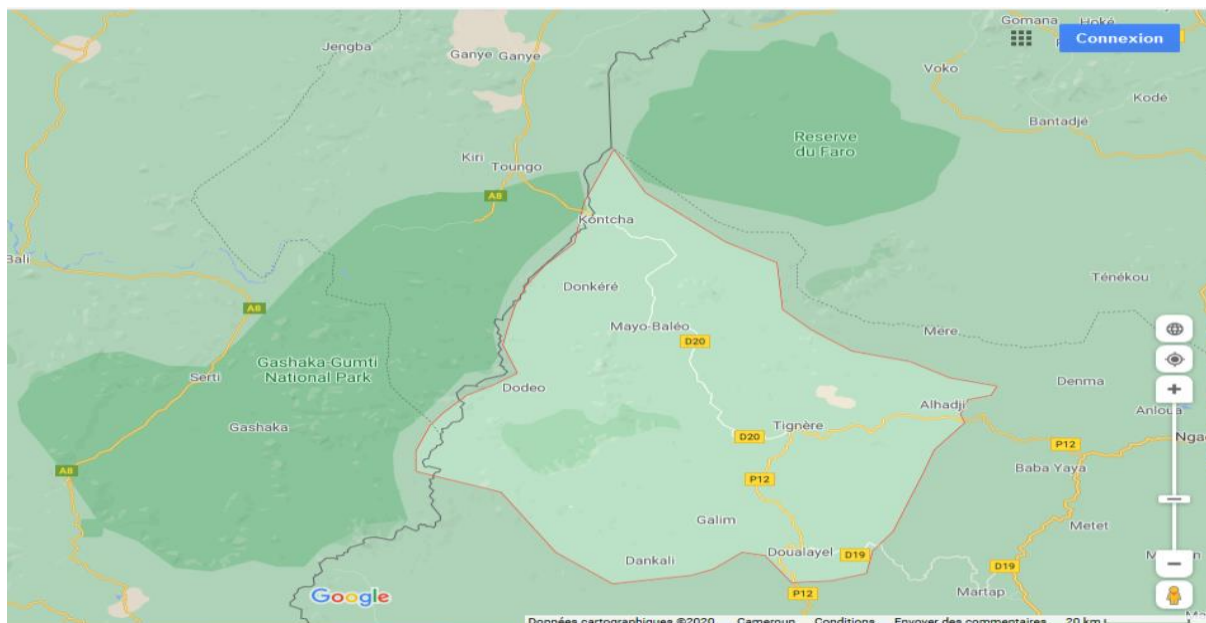 Gomana
Hoké
Connexion
Jengba
Ganye
Ganye
Voko
Kodé
Bantadjé
Reserve
du Faro
Kiri
Toungo
A8
Kontcha
Bali
Ténékou
Donkéré
A8
Mayo-Baléo
Mere
D20
Gashaka-Gumti
National Park
Serti
Dodeo
Denma
Alhadji
Anloua
Gashaka
Tignère
D20
P12
A8
P12
Baba Yaya
Galim
Metet
Dankali
Doualayel
D19
D19
Google
P12
Martap
Données cartographiques ©2020 Cameroun Conditions Envoyer des commentaires 20 km